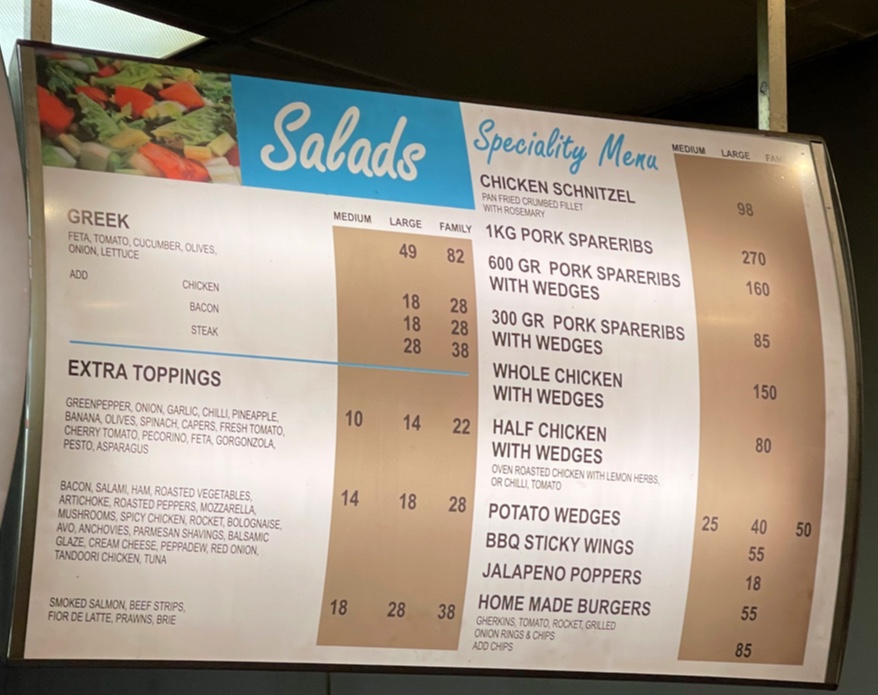 Salads
MEDIUM LARGE FAMILY
GREEK 49 82
FETA, TOMATO, CUCUMBER, OLIVES,
ONION, LETTUCE
ADD
CHICKEN 18 28
BACON 18 28
STEAK 28 38
EXTRA TOPPINGS
GREENPEPPER, ONION, GARLIC, CHILLI, PINEAPPLE, 10 14 22
BANANA, OLIVES, SPINACH, CAPERS, FRESH TOMATO,
CHERRY TOMATO, PECORINO, FETA, GORGONZOLA,
PESTO, ASPARAGUS
BACON, SALAMI, HAM, ROASTED VEGETABLES, 14 18 28
ARTICHOKE, ROASTED PEPPERS, MOZZARELLA,
MUSHROOMS, SPICY CHICKEN, ROCKET, BOLOGNAISE,
AVO, ANCHOVIES, PARMESAN SHAVINGS, BALSAMIC
GLAZE, CREAM CHEESE, PEPPADEW, RED ONION,
TANDOORI CHICKEN, TUNA
SMOKED SALMON, BEEF STRIPS, 18 28 38
FIOR DE LATTE, PRAWNS, BRIE
Speciality Menu
MEDIUM LARGE
CHICKEN SCHNITZEL 98
PAN FRIED CRUMBED FILLET
WITH ROSEMARY
1KG PORK SPARERIBS 270
600 GR PORK SPARERIBS 160
WITH WEDGES
300 GR PORK SPARERIBS 85
WITH WEDGES
WHOLE CHICKEN 150
WITH WEDGES
HALF CHICKEN 80
WITH WEDGES
OVEN ROASTED CHICKEN WITH LEMON HERBS,
OR CHILLI, TOMATO
POTATO WEDGES 25 40 50
BBQ STICKY WINGS 55
JALAPENO POPPERS 18
HOME MADE BURGERS 55
GHERKINS, TOMATO, ROCKET, GRILLED
ONION RINGS & CHIPS
ADD CHIPS 85